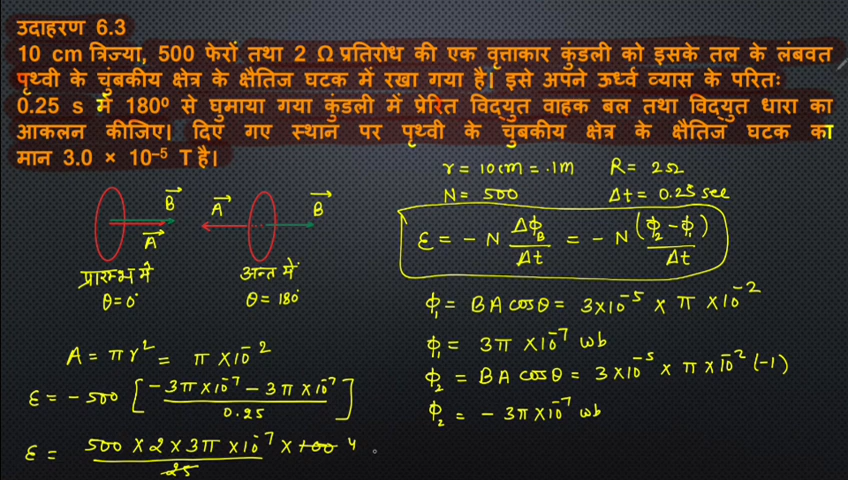 उदाहरण 6.3
10 cm त्रिज्या, 500 फेरों तथा 2 Ω प्रतिरोध की एक वृत्ताकार कुंडली को इसके तल के लंबवत
पृथ्वी के चुंबकीय क्षेत्र के क्षैतिज घटक में रखा गया है। इसे अपने ऊर्ध्व व्यास के परितः
0.25 s में 180⁰ से घुमाया गया कुंडली में प्रेरित विद्युत वाहक बल तथा विद्युत धारा का
आकलन कीजिए। दिए गए स्थान पर पृथ्वी के चुंबकीय क्षेत्र के क्षैतिज घटक का
मान 3.0 × 10⁻⁵ T है।
r = 10cm = .1m R = 2Ω
N = 500 Δt = 0.25 sec
B⃗ A⃗ A⃗ B⃗
ε = - N ΔΦ_B/Δt = - N (Φ₂-Φ₁)/Δt
प्रारम्भ में अन्त में
θ=0° θ = 180°
Φ₁ = BA cosθ = 3×10⁻⁵ × π × 10⁻²
Φ₁ = 3π × 10⁻⁷ wb
A = πr² = π×10⁻²
Φ₂ = BA cosθ = 3×10⁻⁵ × π × 10⁻² (-1)
ε = - 500 [(-3π×10⁻⁷ - 3π×10⁻⁷)/0.25]
Φ₂ = - 3π×10⁻⁷ wb
ε = 500 × 2 × 3π × 10⁻⁷ × 100 4/25